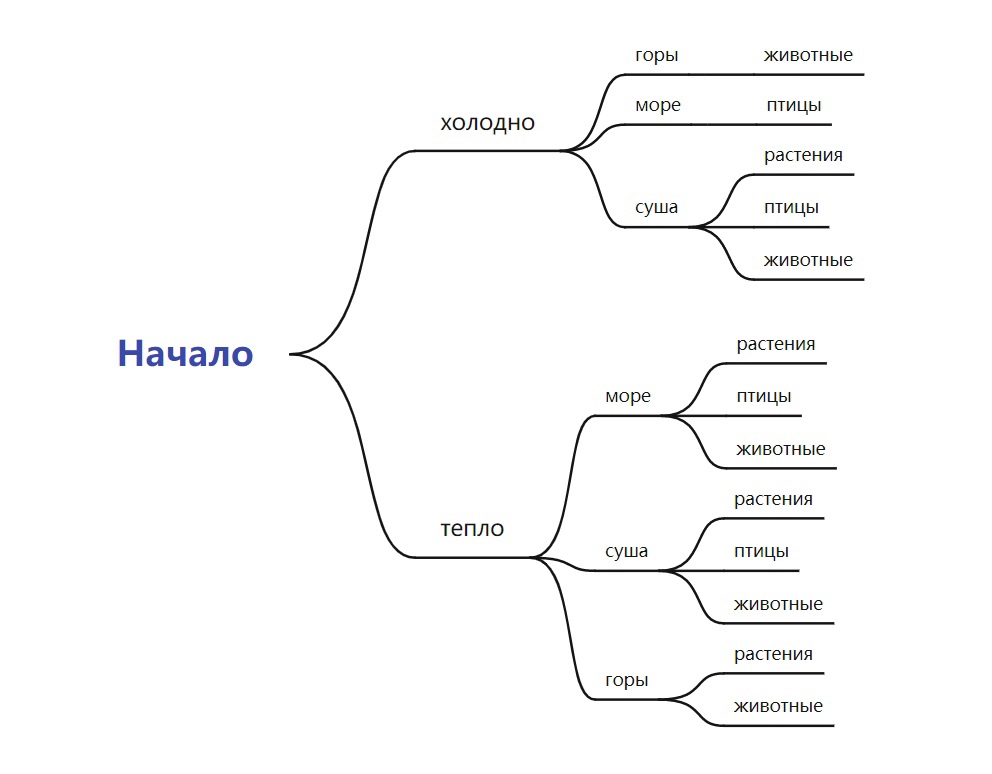 Начало
холодно
горы
животные
море
птицы
суша
растения
птицы
животные
тепло
море
растения
птицы
животные
суша
растения
птицы
животные
горы
растения
животные